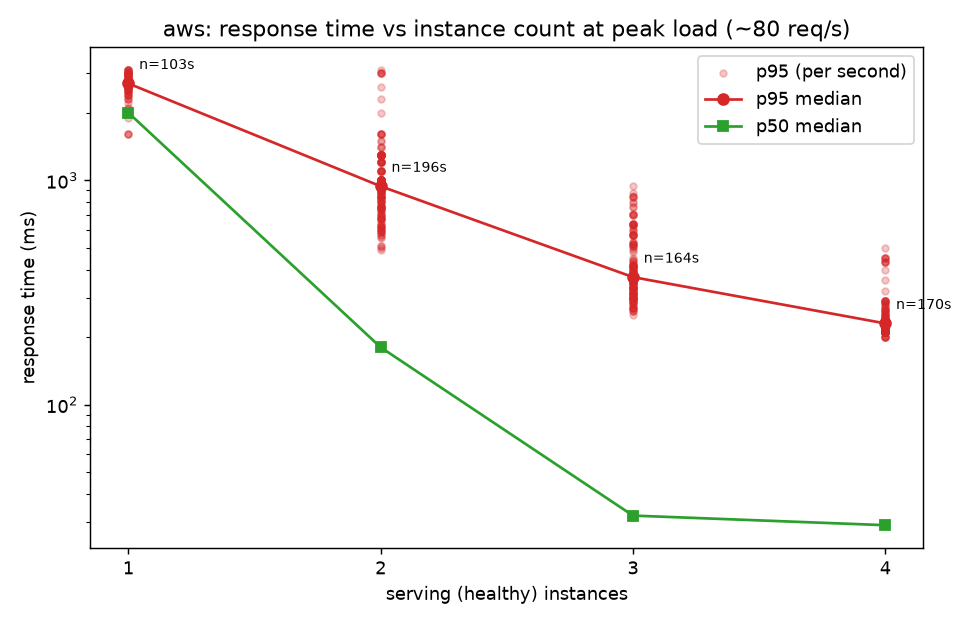 aws: response time vs instance count at peak load (~80 req/s)
response time (ms)
10³
10²
n=103s
n=196s
n=164s
n=170s
p95 (per second)
p95 median
p50 median
1 2 3 4
serving (healthy) instances